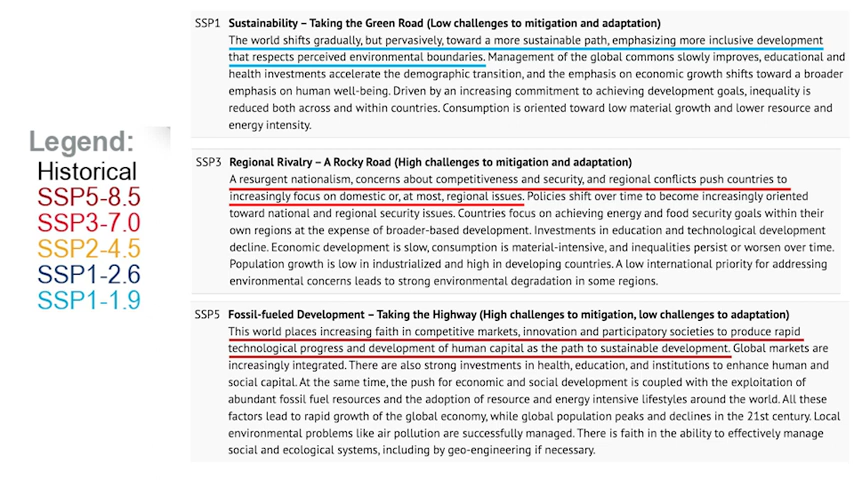 SSP1 Sustainability – Taking the Green Road (Low challenges to mitigation and adaptation)
The world shifts gradually, but pervasively, toward a more sustainable path, emphasizing more inclusive development
that respects perceived environmental boundaries. Management of the global commons slowly improves, educational and
health investments accelerate the demographic transition, and the emphasis on economic growth shifts toward a broader
emphasis on human well-being. Driven by an increasing commitment to achieving development goals, inequality is
reduced both across and within countries. Consumption is oriented toward low material growth and lower resource and
energy intensity.
Legend:
Historical
SSP5-8.5
SSP3-7.0
SSP2-4.5
SSP1-2.6
SSP1-1.9
SSP3 Regional Rivalry – A Rocky Road (High challenges to mitigation and adaptation)
A resurgent nationalism, concerns about competitiveness and security, and regional conflicts push countries to
increasingly focus on domestic or, at most, regional issues. Policies shift over time to become increasingly oriented
toward national and regional security issues. Countries focus on achieving energy and food security goals within their
own regions at the expense of broader-based development. Investments in education and technological development
decline. Economic development is slow, consumption is material-intensive, and inequalities persist or worsen over time.
Population growth is low in industrialized and high in developing countries. A low international priority for addressing
environmental concerns leads to strong environmental degradation in some regions.
SSP5 Fossil-fueled Development – Taking the Highway (High challenges to mitigation, low challenges to adaptation)
This world places increasing faith in competitive markets, innovation and participatory societies to produce rapid
technological progress and development of human capital as the path to sustainable development. Global markets are
increasingly integrated. There are also strong investments in health, education, and institutions to enhance human and
social capital. At the same time, the push for economic and social development is coupled with the exploitation of
abundant fossil fuel resources and the adoption of resource and energy intensive lifestyles around the world. All these
factors lead to rapid growth of the global economy, while global population peaks and declines in the 21st century. Local
environmental problems like air pollution are successfully managed. There is faith in the ability to effectively manage
social and ecological systems, including by geo-engineering if necessary.